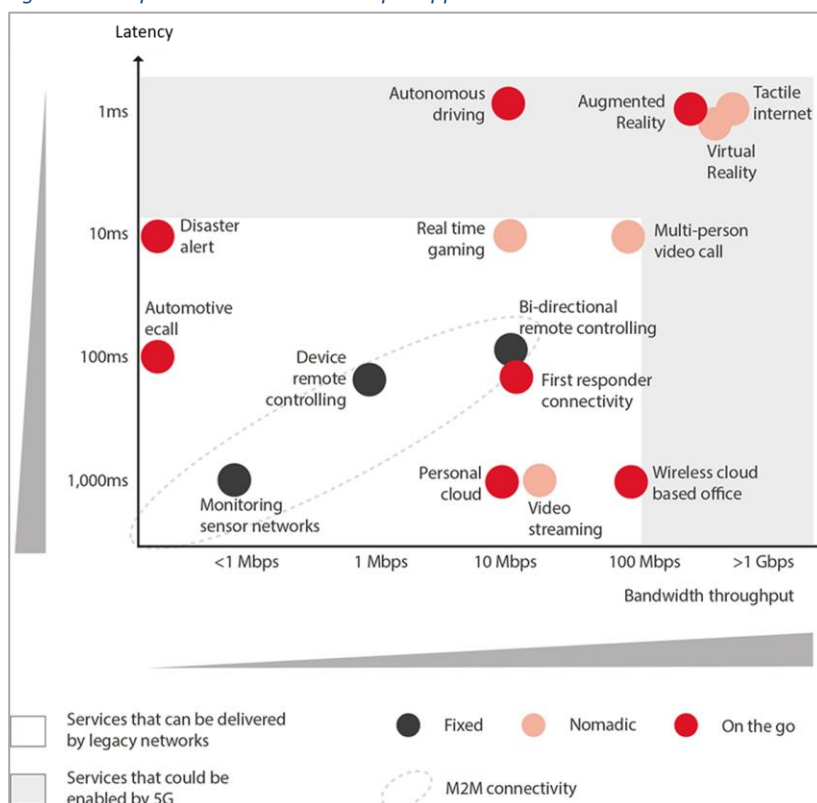 Latency
1ms
Autonomous
driving
Augmented
Reality
Tactile
internet
Virtual
Reality
10ms
Disaster
alert
Real time
gaming
Multi-person
video call
Automotive
ecall
100ms
Bi-directional
remote controlling
Device
remote
controlling
First responder
connectivity
1,000ms
Monitoring
sensor networks
Personal
cloud
Video
streaming
Wireless cloud
based office
<1 Mbps
1 Mbps
10 Mbps
100 Mbps
>1 Gbps
Bandwidth throughput
Services that can be delivered
by legacy networks
Fixed
Nomadic
On the go
Services that could be
enabled by 5G
M2M connectivity